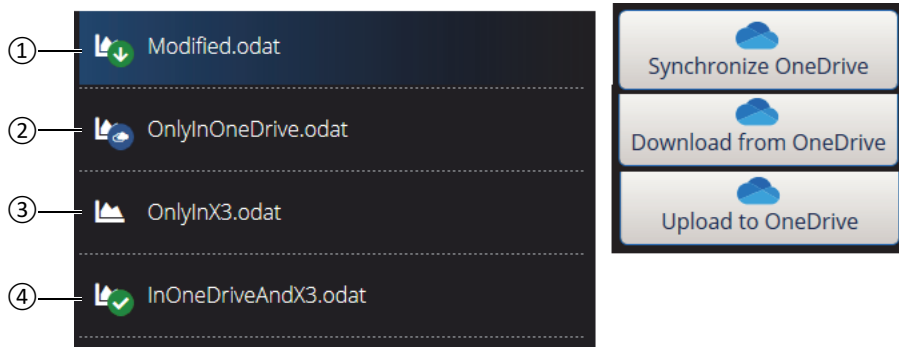 ① Modified.odat
② OnlyInOneDrive.odat
③ OnlyInX3.odat
④ InOneDriveAndX3.odat
Synchronize OneDrive
Download from OneDrive
Upload to OneDrive